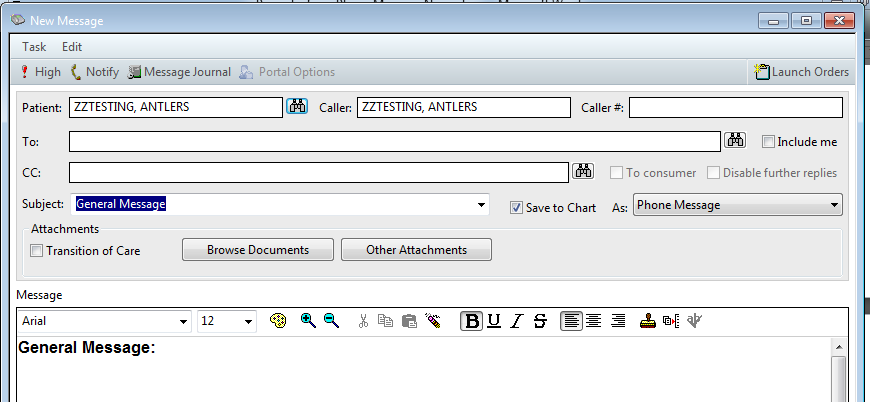 New Message
Task Edit
High Notify Message Journal Portal Options Launch Orders
Patient: ZZTESTING, ANTLERS Caller: ZZTESTING, ANTLERS Caller #:
To: Include me
CC: To consumer Disable further replies
Subject: General Message Save to Chart As: Phone Message
Attachments
Transition of Care Browse Documents Other Attachments
Message
Arial 12 B U I S
General Message: